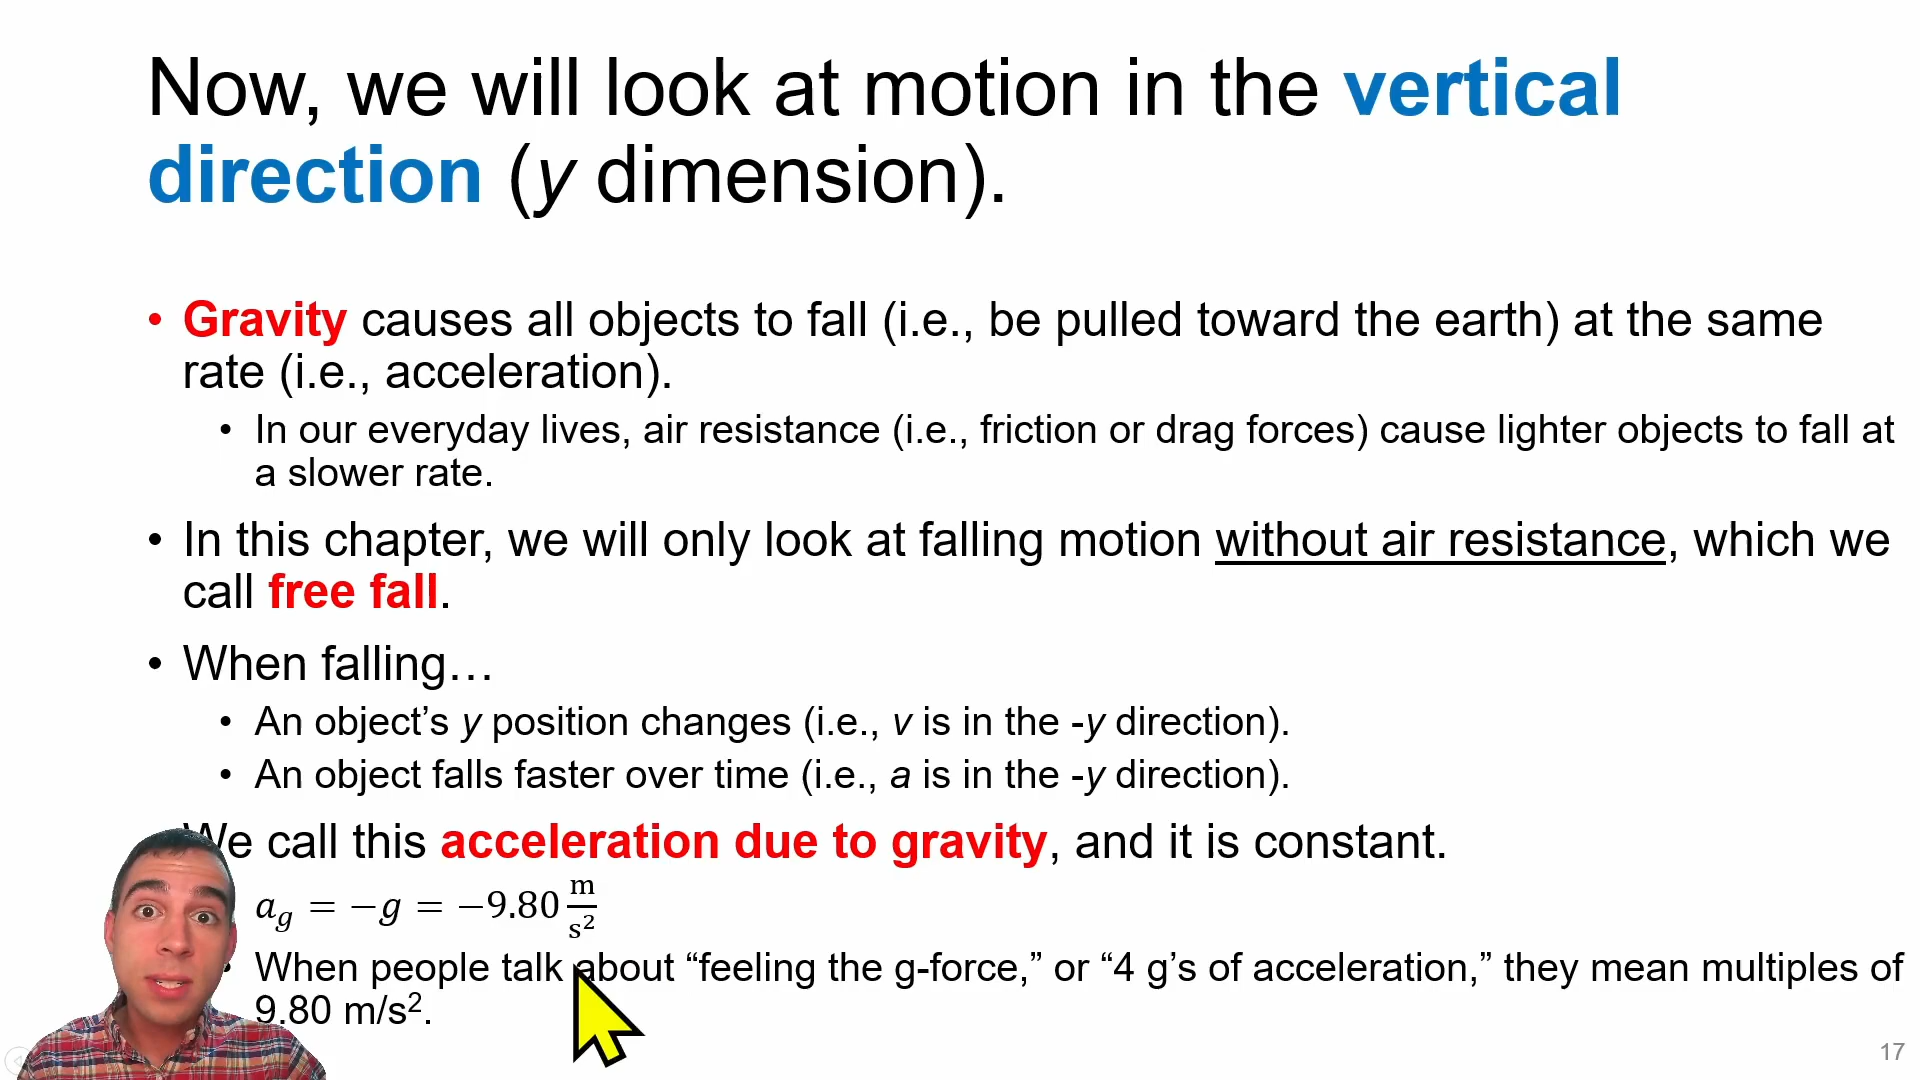 Now, we will look at motion in the vertical
direction (y dimension).
• Gravity causes all objects to fall (i.e., be pulled toward the earth) at the same
rate (i.e., acceleration).
• In our everyday lives, air resistance (i.e., friction or drag forces) cause lighter objects to fall at
a slower rate.
• In this chapter, we will only look at falling motion without air resistance, which we
call free fall.
• When falling…
• An object’s y position changes (i.e., v is in the -y direction).
• An object falls faster over time (i.e., a is in the -y direction).
We call this acceleration due to gravity, and it is constant.
a_g = −g = −9.80 m/s²
• When people talk about “feeling the g-force,” or “4 g’s of acceleration,” they mean multiples of
9.80 m/s².
17